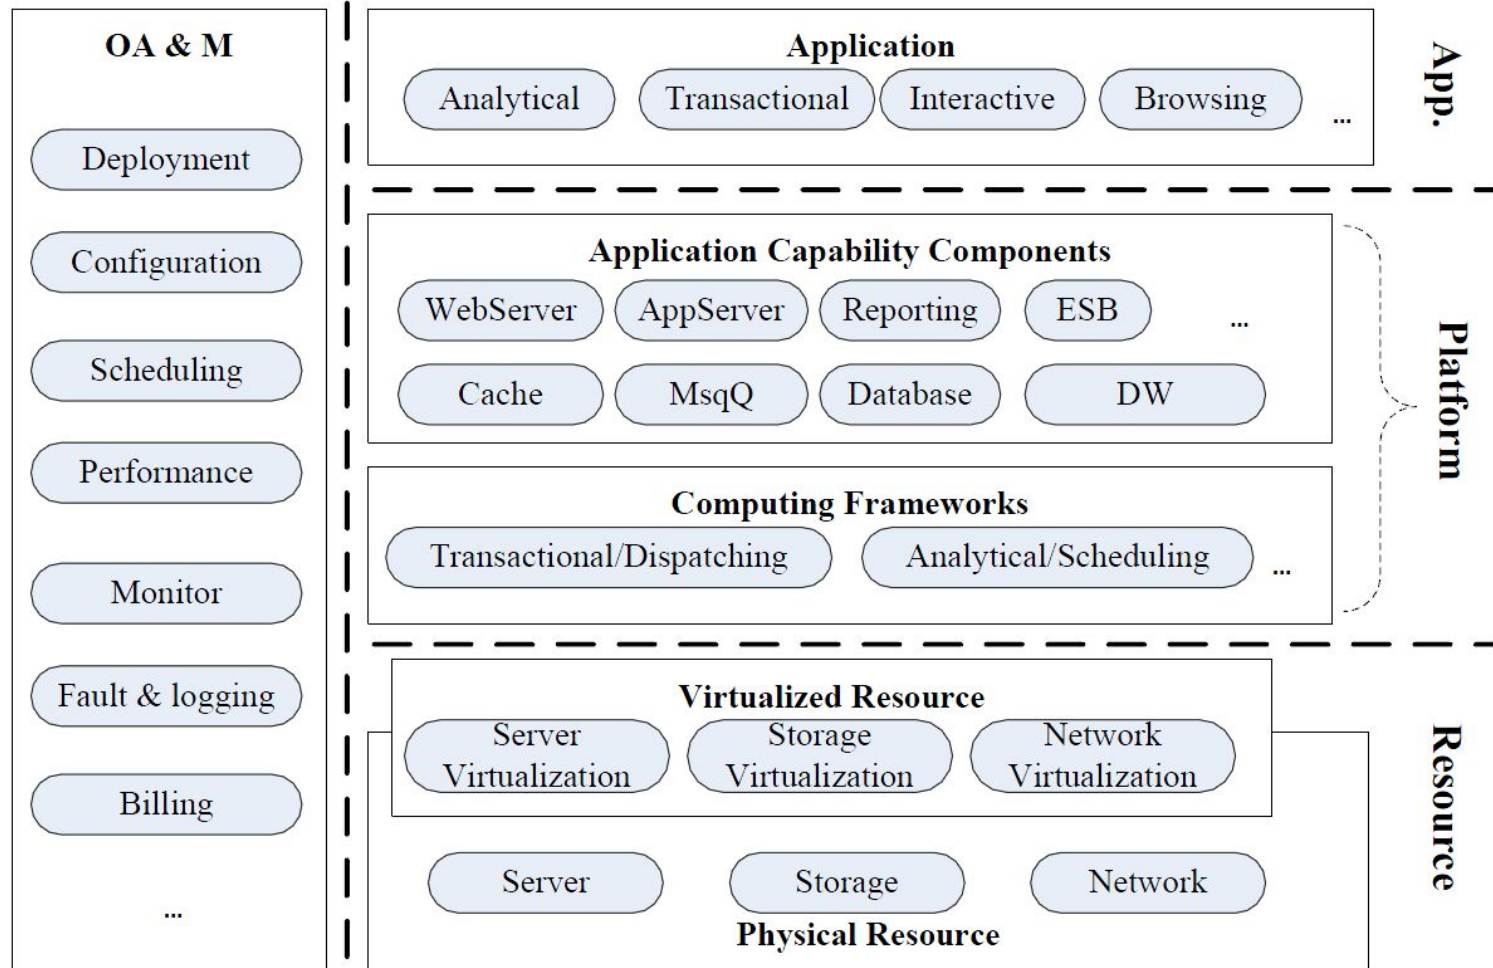 OA & M
Deployment
Configuration
Scheduling
Performance
Monitor
Fault & logging
Billing
...
Application
Analytical
Transactional
Interactive
Browsing
...
App.
Application Capability Components
WebServer
AppServer
Reporting
ESB
...
Cache
MsqQ
Database
DW
Computing Frameworks
Transactional/Dispatching
Analytical/Scheduling
...
Platform
Virtualized Resource
Server
Virtualization
Storage
Virtualization
Network
Virtualization
Server
Storage
Network
Physical Resource
Resource